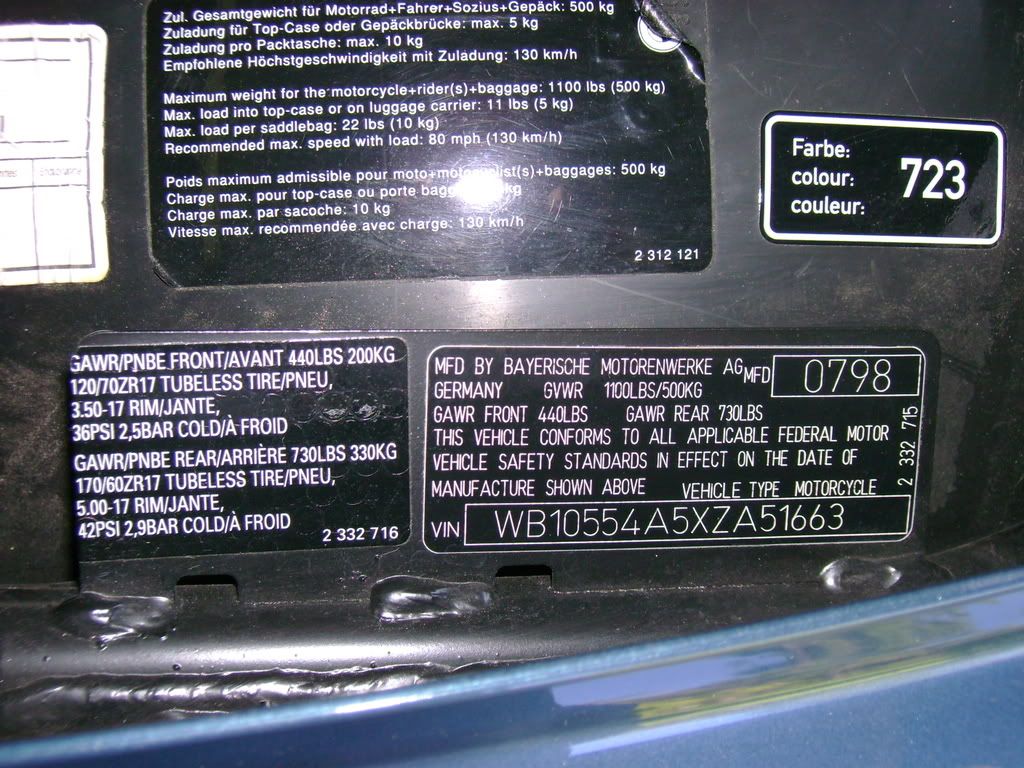 Zul. Gesamtgewicht für Motorrad+Fahrer+Sozius+Gepäck: 500 kg
Zuladung für Top-Case oder Gepäckbrücke: max. 5 kg
Zuladung pro Packtasche: max. 10 kg
Empfohlene Höchstgeschwindigkeit mit Zuladung: 130 km/h
Maximum weight for the motorcycle+rider(s)+baggage: 1100 lbs (500 kg)
Max. load into top-case or on luggage carrier: 11 lbs (5 kg)
Max. load per saddlebag: 22 lbs (10 kg)
Recommended max. speed with load: 80 mph (130 km/h)
Poids maximum admissible pour moto+motocyclist(s)+baggages: 500 kg
Charge max. pour top-case ou porte kg
Charge max. par sacoche: 10 kg
Vitesse max. recommendée avec charge: 130 km/h
2 312 121
Farbe:
colour: 723
couleur:
GAWR/PNBE FRONT/AVANT 440LBS 200KG
120/70ZR17 TUBELESS TIRE/PNEU,
3.50-17 RIM/JANTE,
36PSI 2,5BAR COLD/À FROID
GAWR/PNBE REAR/ARRIÈRE 730LBS 330KG
170/60ZR17 TUBELESS TIRE/PNEU,
5.00-17 RIM/JANTE,
42PSI 2,9BAR COLD/À FROID
2 332 716
MFD BY BAYERISCHE MOTORENWERKE AG MFD 0798
GERMANY GVWR 1100LBS/500KG
GAWR FRONT 440LBS GAWR REAR 730LBS
THIS VEHICLE CONFORMS TO ALL APPLICABLE FEDERAL MOTOR
VEHICLE SAFETY STANDARDS IN EFFECT ON THE DATE OF
MANUFACTURE SHOWN ABOVE VEHICLE TYPE MOTORCYCLE
VIN WB10554A5XZA51663
2 332 715